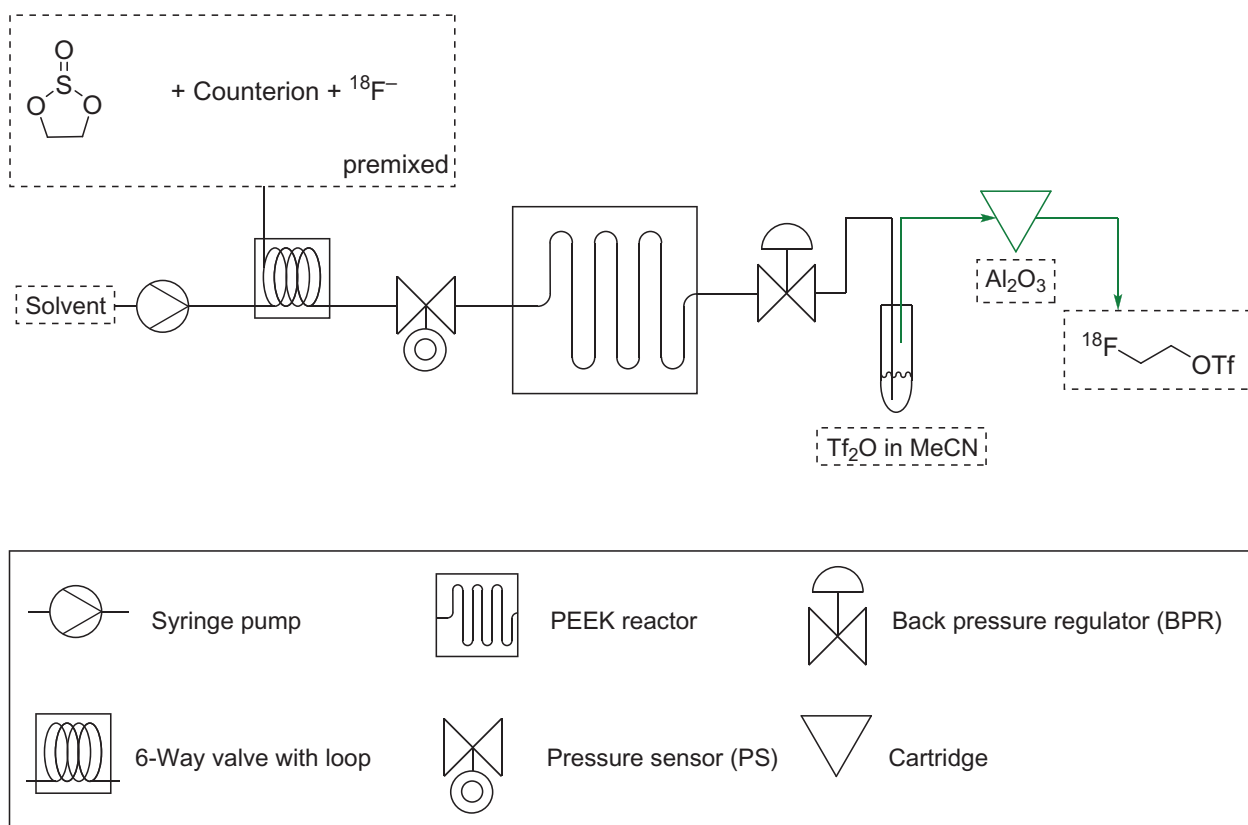 O
S
O O
+ Counterion + ¹⁸F⁻
premixed
Solvent
Al₂O₃
¹⁸F
OTf
Tf₂O in MeCN
Syringe pump
PEEK reactor
Back pressure regulator (BPR)
6-Way valve with loop
Pressure sensor (PS)
Cartridge